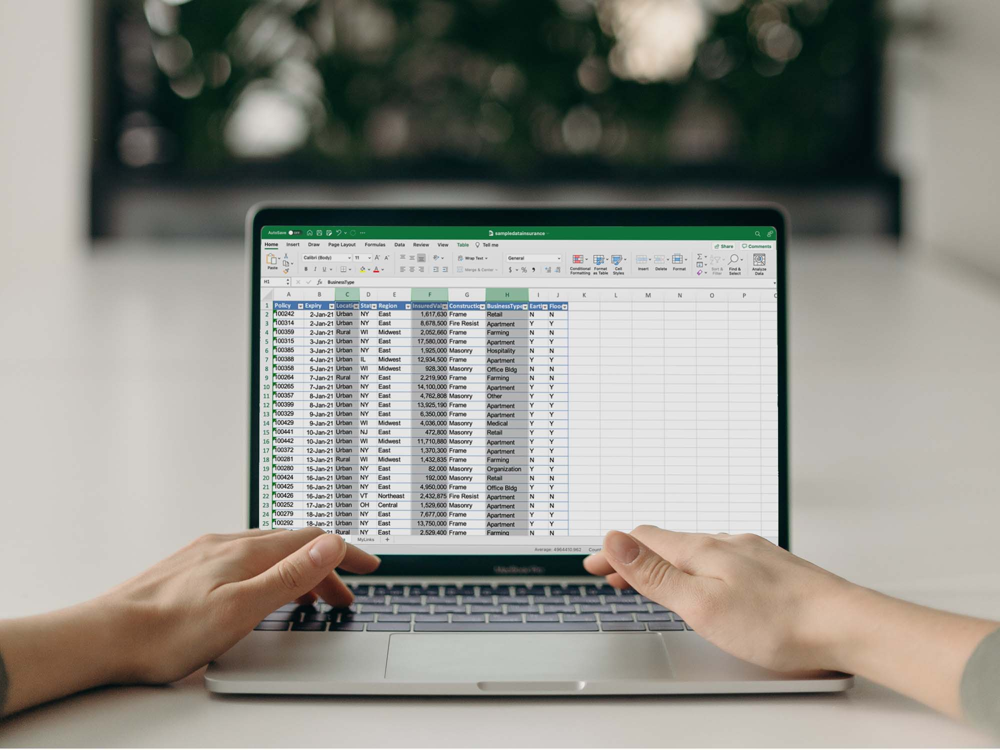 AutoSave OFF sampledatainsurance
Home Insert Draw Page Layout Formulas Data Review View Table Tell me Share Comments
Paste Calibri (Body) 11 A^ A˅ Wrap Text General Conditional Formatting Format as Table Cell Styles Insert Delete Format Sort & Filter Find & Select Analyze Data
B I U A Merge & Center $ % ,
H1 fx BusinessType
A B C D E F G H I J K L M N O P
1 Policy Expiry Locati Stat Region InsuredVal Constructic BusinessType Eartl Floo
2 100242 2-Jan-21 Urban NY East 1,617,630 Frame Retail N N
3 100314 2-Jan-21 Urban NY East 8,678,500 Fire Resist Apartment Y Y
4 100359 2-Jan-21 Rural WI Midwest 2,052,660 Frame Farming N N
5 100315 3-Jan-21 Urban NY East 17,580,000 Frame Apartment Y Y
6 100385 3-Jan-21 Urban NY East 1,925,000 Masonry Hospitality N N
7 100388 4-Jan-21 Urban IL Midwest 12,934,500 Frame Apartment Y Y
8 100358 5-Jan-21 Urban WI Midwest 928,300 Masonry Office Bldg N N
9 100264 7-Jan-21 Rural NY East 2,219,900 Frame Farming N N
10 100265 7-Jan-21 Urban NY East 14,100,000 Frame Apartment Y Y
11 100357 8-Jan-21 Urban NY East 4,762,808 Masonry Other Y Y
12 100399 8-Jan-21 Urban NY East 13,925,190 Frame Apartment Y Y
13 100329 9-Jan-21 Urban NY East 6,350,000 Frame Apartment Y Y
14 100429 9-Jan-21 Urban WI Midwest 4,036,000 Masonry Medical Y Y
15 100441 10-Jan-21 Urban NJ East 472,800 Masonry Retail Y Y
16 100442 10-Jan-21 Urban WI Midwest 11,710,880 Masonry Apartment Y Y
17 100372 12-Jan-21 Urban NY East 1,370,300 Frame Apartment Y Y
18 100281 13-Jan-21 Rural WI Midwest 1,432,835 Frame Farming N N
19 100280 15-Jan-21 Urban NY East 82,000 Masonry Organization Y Y
20 100424 16-Jan-21 Urban NY East 192,000 Masonry Retail N N
21 100425 16-Jan-21 Urban NY East 4,950,000 Frame Office Bldg Y Y
22 100426 16-Jan-21 Urban VT Northeast 2,432,875 Fire Resist Apartment N N
23 100252 17-Jan-21 Urban OH Central 1,529,600 Masonry Apartment N N
24 100279 18-Jan-21 Urban NY East 7,677,000 Frame Apartment Y Y
25 100292 18-Jan-21 Urban NY East 13,750,000 Frame Apartment Y Y
21 Rural NY East 2,529,400 Frame Farming N N
MyLinks +
Average: 4964410.962 Count:
MacBook Pro